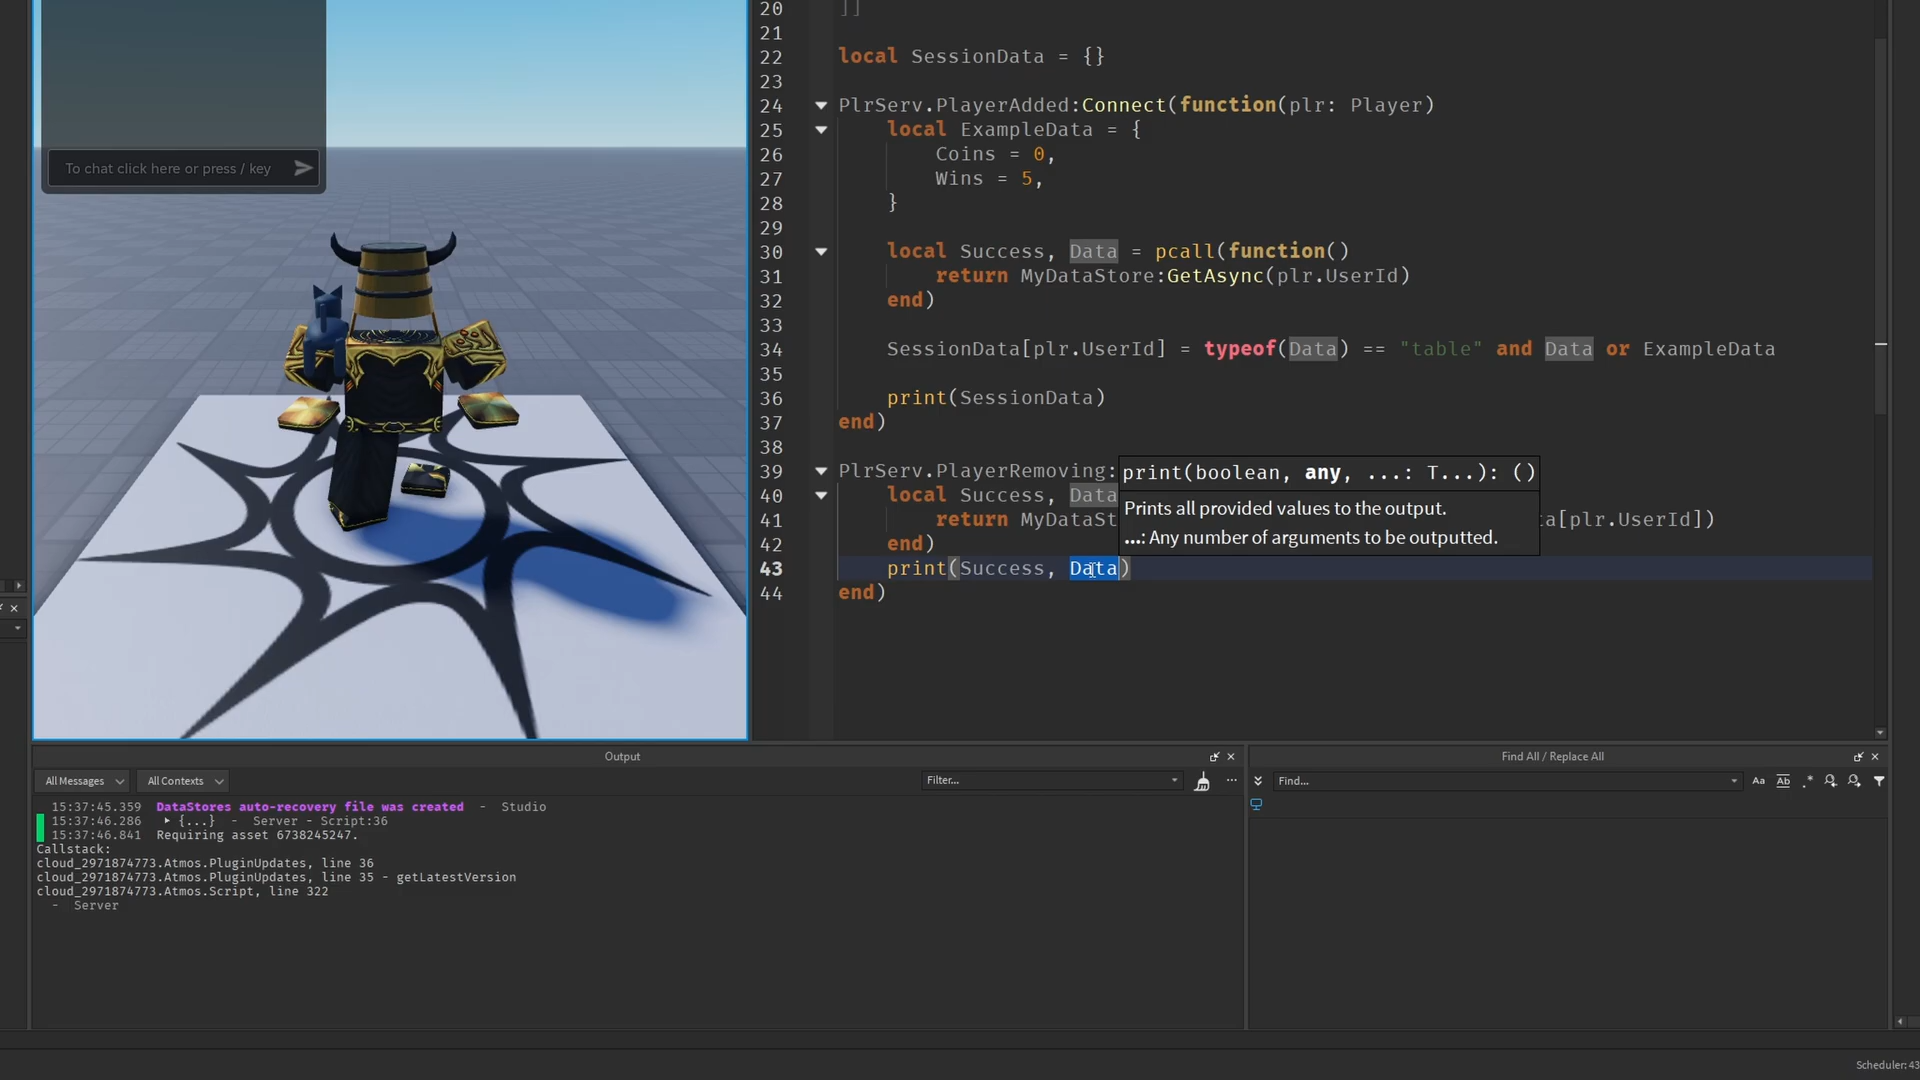 To chat click here or press / key
20 ]]
21
22 local SessionData = {}
23
24 PlrServ.PlayerAdded:Connect(function(plr: Player)
25 local ExampleData = {
26 Coins = 0,
27 Wins = 5,
28 }
29
30 local Success, Data = pcall(function()
31 return MyDataStore:GetAsync(plr.UserId)
32 end)
33
34 SessionData[plr.UserId] = typeof(Data) == "table" and Data or ExampleData
35
36 print(SessionData)
37 end)
38
39 PlrServ.PlayerRemoving:
print(boolean, any, ...: T...): ()
40 local Success, Data
Prints all provided values to the output.
41 return MyDataSt a[plr.UserId])
...: Any number of arguments to be outputted.
42 end)
43 print(Success, Data)
44 end)
Output
All Messages All Contexts Filter... ...
15:37:45.359 DataStores auto-recovery file was created - Studio
15:37:46.286 {...} - Server - Script:36
15:37:46.841 Requiring asset 6738245247.
Callstack:
cloud_2971874773.Atmos.PluginUpdates, line 36
cloud_2971874773.Atmos.PluginUpdates, line 35 - getLatestVersion
cloud_2971874773.Atmos.Script, line 322
- Server
Find All / Replace All
Find... Aa Ab .*
Scheduler: 43